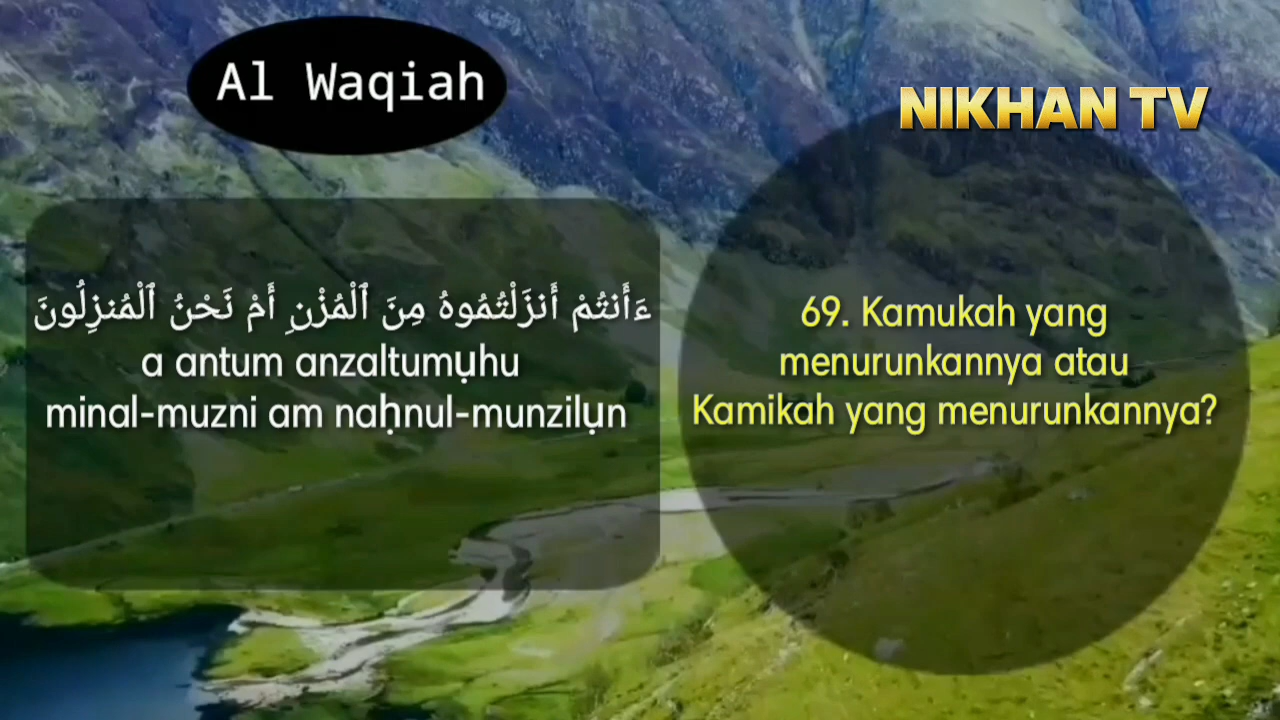 Al Waqiah
NIKHAN TV
ءَأَنتُمْ أَنزَلْتُمُوهُ مِنَ ٱلْمُزْنِ أَمْ نَحْنُ ٱلْمُنزِلُونَ
a antum anzaltumụhu
minal-muzni am naḥnul-munzilụn
69. Kamukah yang
menurunkannya atau
Kamikah yang menurunkannya?